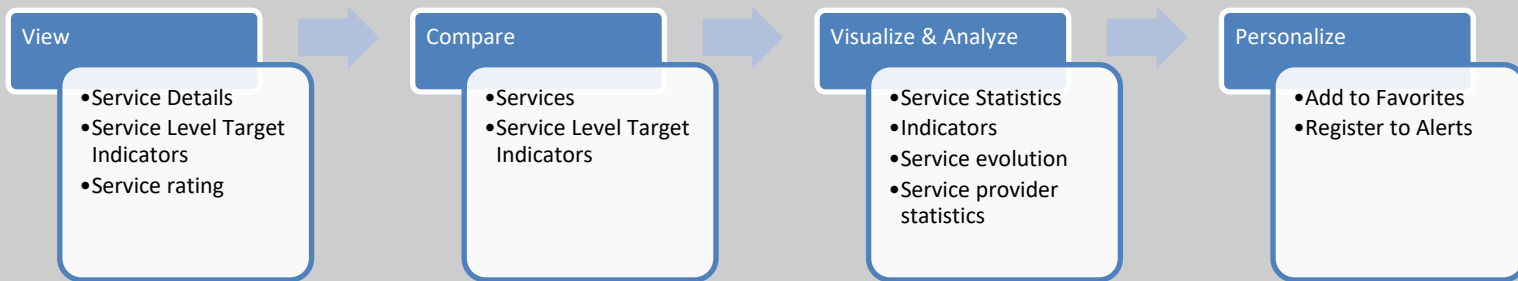 View
•Service Details
•Service Level Target
Indicators
•Service rating
Compare
•Services
•Service Level Target
Indicators
Visualize & Analyze
•Service Statistics
•Indicators
•Service evolution
•Service provider
statistics
Personalize
•Add to Favorites
•Register to Alerts